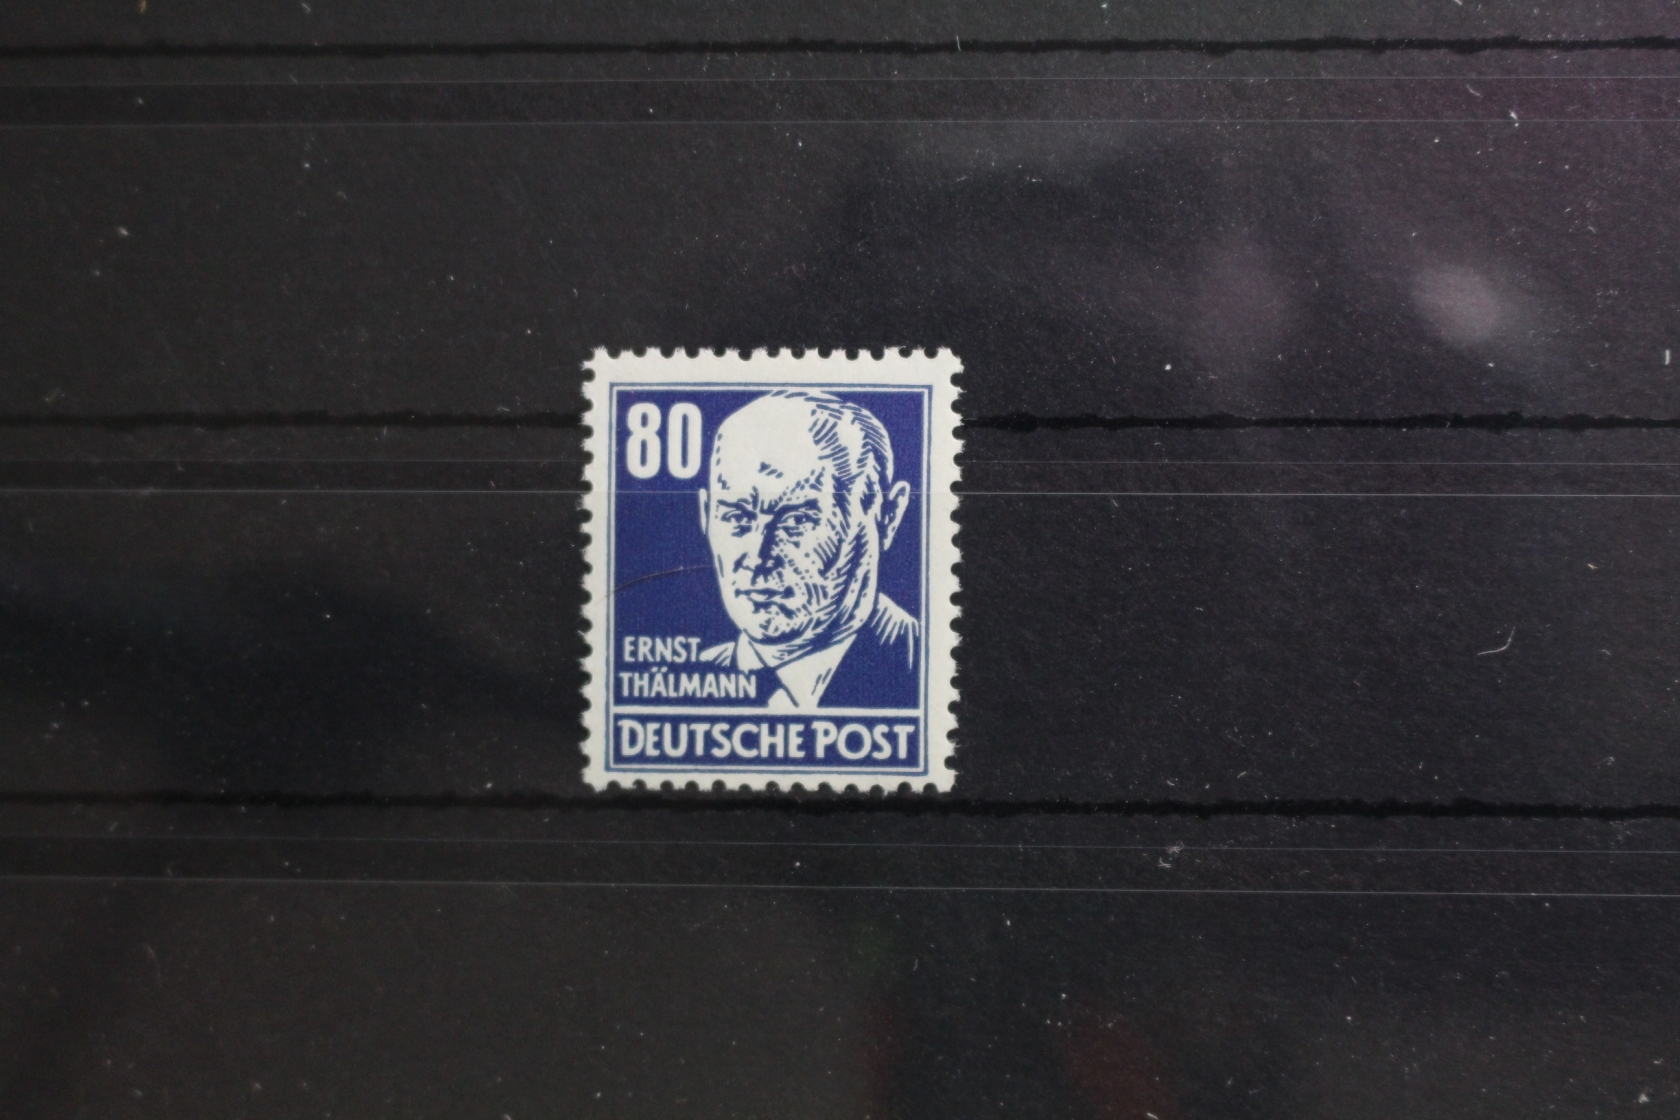 80
ERNST
THÄLMANN
DEUTSCHE POST